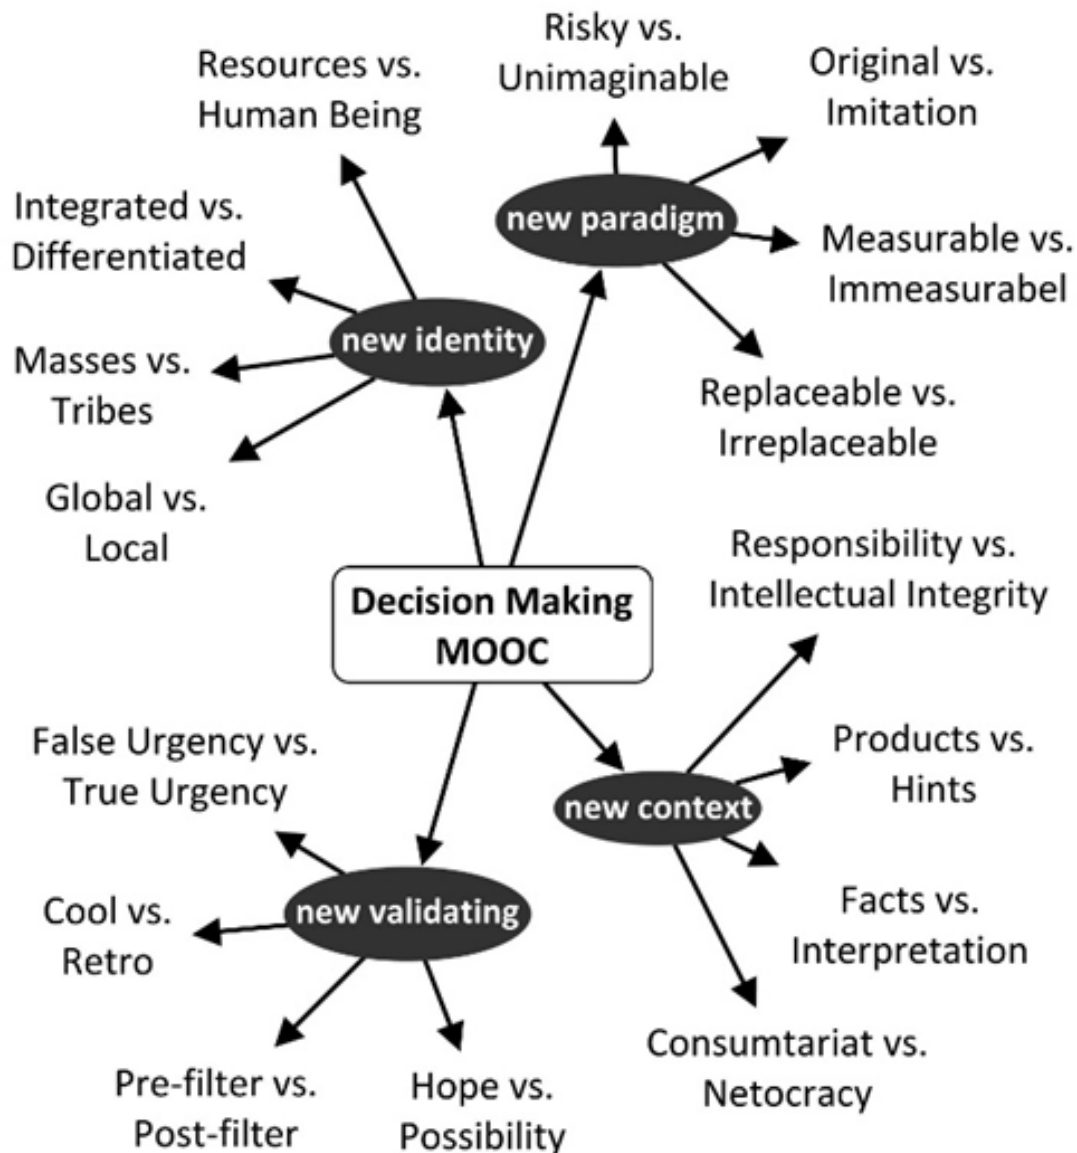 Risky vs.
Unimaginable
Original vs.
Imitation
Resources vs.
Human Being
new paradigm
Integrated vs.
Differentiated
Measurable vs.
Immeasurabel
new identity
Masses vs.
Tribes
Replaceable vs.
Irreplaceable
Global vs.
Local
Responsibility vs.
Intellectual Integrity
Decision Making
MOOC
False Urgency vs.
True Urgency
Products vs.
Hints
new context
new validating
Cool vs.
Retro
Facts vs.
Interpretation
Consumtariat vs.
Netocracy
Pre-filter vs.
Post-filter
Hope vs.
Possibility